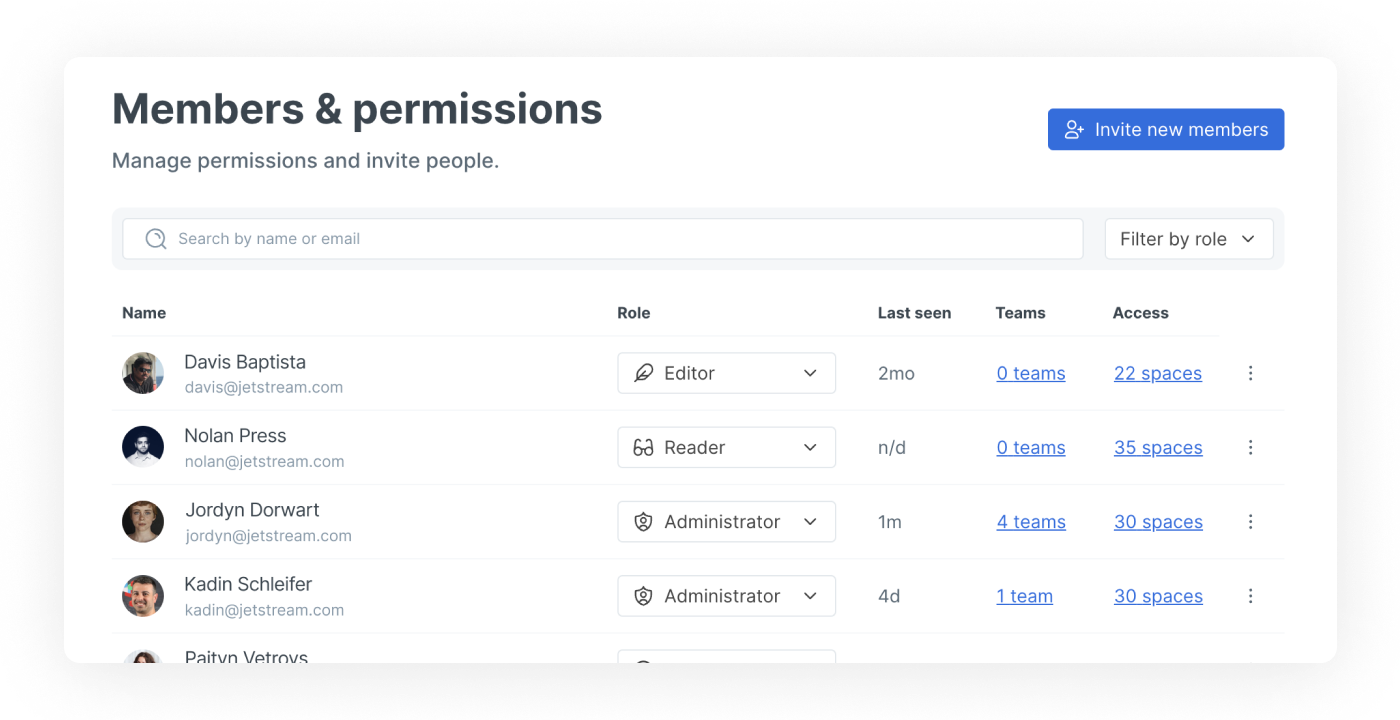 Members & permissions
Invite new members
Manage permissions and invite people.
Search by name or email
Filter by role
Name Role Last seen Teams Access
Davis Baptista
davis@jetstream.com
Editor 2mo 0 teams 22 spaces
Nolan Press
nolan@jetstream.com
Reader n/d 0 teams 35 spaces
Jordyn Dorwart
jordyn@jetstream.com
Administrator 1m 4 teams 30 spaces
Kadin Schleifer
kadin@jetstream.com
Administrator 4d 1 team 30 spaces
Paityn Vetrovs